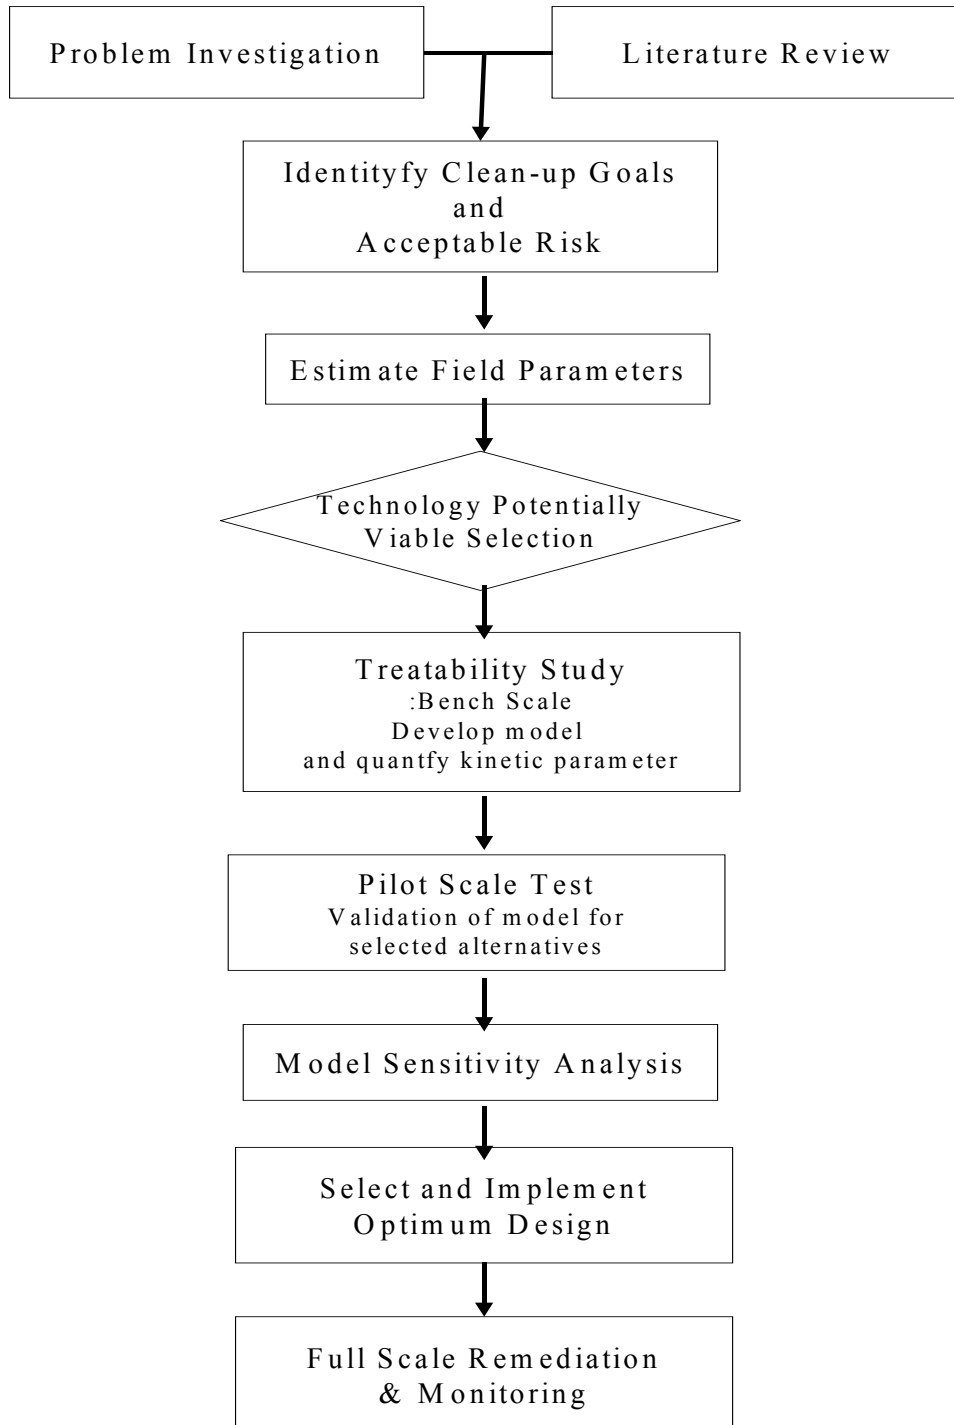 Problem Investigation
Literature Review
Identityfy Clean-up Goals
and
Acceptable Risk
Estimate Field Parameters
Technology Potentially
Viable Selection
Treatability Study
:Bench Scale
Develop model
and quantfy kinetic parameter
Pilot Scale Test
Validation of model for
selected alternatives
Model Sensitivity Analysis
Select and Implement
Optimum Design
Full Scale Remediation
& Monitoring